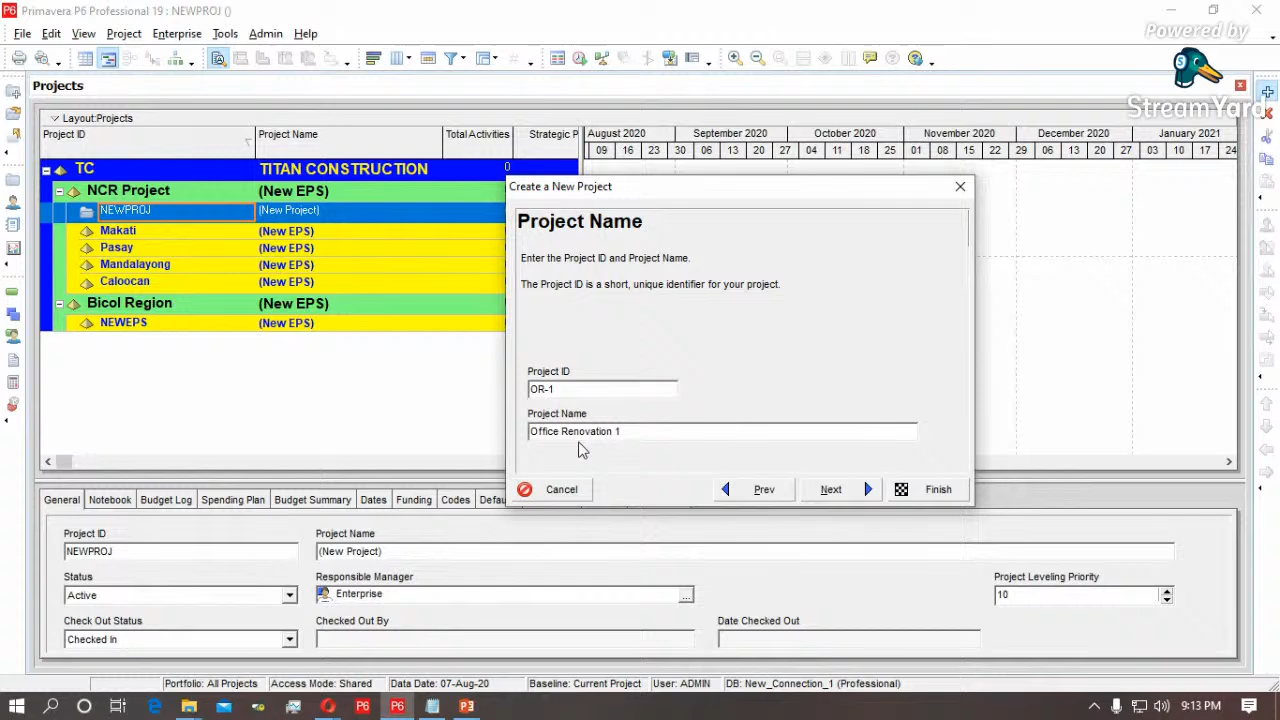 Primavera P6 Professional 19 : NEWPROJ ()
File Edit View Project Enterprise Tools Admin Help
Powered by
StreamYard
Projects
Layout:Projects
Project ID Project Name Total Activities Strategic P August 2020 September 2020 October 2020 November 2020 December 2020 January 2021
09 16 23 30 06 13 20 27 04 11 18 25 01 08 15 22 29 06 13 20 27 03 10 17 24
TC TITAN CONSTRUCTION 0
NCR Project (New EPS)
NEWPROJ (New Project)
Makati (New EPS)
Pasay (New EPS)
Mandalayong (New EPS)
Caloocan (New EPS)
Bicol Region (New EPS)
NEWEPS (New EPS)
Create a New Project
Project Name
Enter the Project ID and Project Name.
The Project ID is a short, unique identifier for your project.
Project ID
OR-1
Project Name
Office Renovation 1
Cancel Prev Next Finish
General Notebook Budget Log Spending Plan Budget Summary Dates Funding Codes Defau
Project ID Project Name
NEWPROJ (New Project)
Status Responsible Manager Project Leveling Priority
Active Enterprise ... 10
Check Out Status Checked Out By Date Checked Out
Checked In
Portfolio: All Projects Access Mode: Shared Data Date: 07-Aug-20 Baseline: Current Project User: ADMIN DB: New_Connection_1 (Professional)
9:13 PM